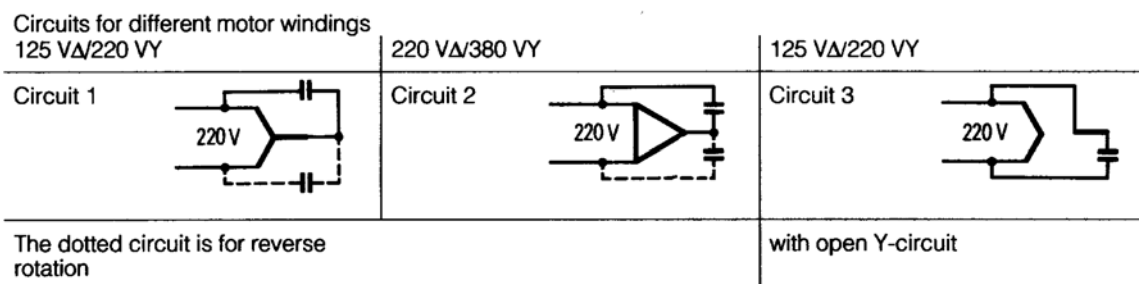 Circuits for different motor windings
125 VΔ/220 VY
220 VΔ/380 VY
125 VΔ/220 VY
Circuit 1
220 V
Circuit 2
220 V
Circuit 3
220 V
The dotted circuit is for reverse
rotation
with open Y-circuit